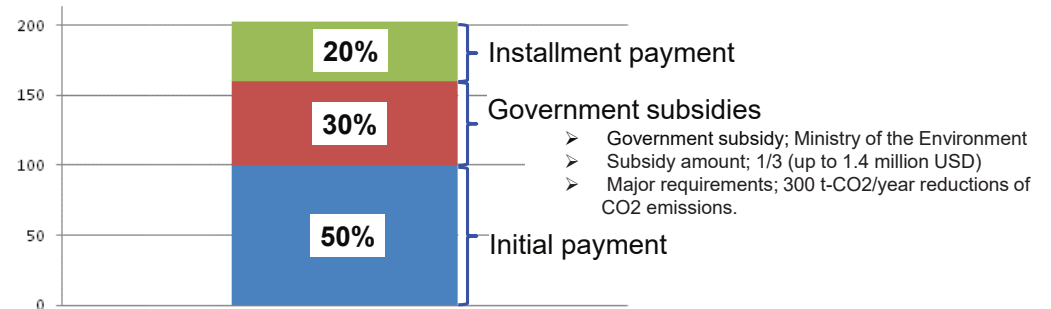 200
20%
Installment payment
150
Government subsidies
30%
➢ Government subsidy; Ministry of the Environment
➢ Subsidy amount; 1/3 (up to 1.4 million USD)
100
➢ Major requirements; 300 t-CO2/year reductions of
CO2 emissions.
50
50%
Initial payment
0